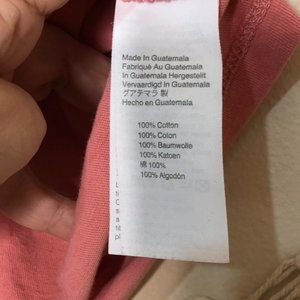 Made In Guatemala
Fabriqué Au Guatemala
In Guatemala Hergestellt
Vervaardigd in Guatemala
グアテマラ 製
Hecho en Guatemala
100% Cotton
100% Coton
100% Baumwolle
100% Katoen
綿 100%
100% Algodón